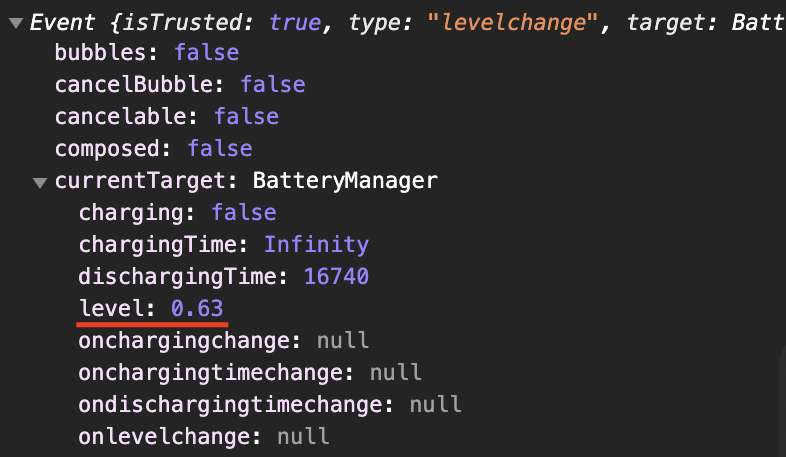 Event {isTrusted: true, type: "levelchange", target: Batt
bubbles: false
cancelBubble: false
cancelable: false
composed: false
currentTarget: BatteryManager
charging: false
chargingTime: Infinity
dischargingTime: 16740
level: 0.63
onchargingchange: null
onchargingtimechange: null
ondischargingtimechange: null
onlevelchange: null